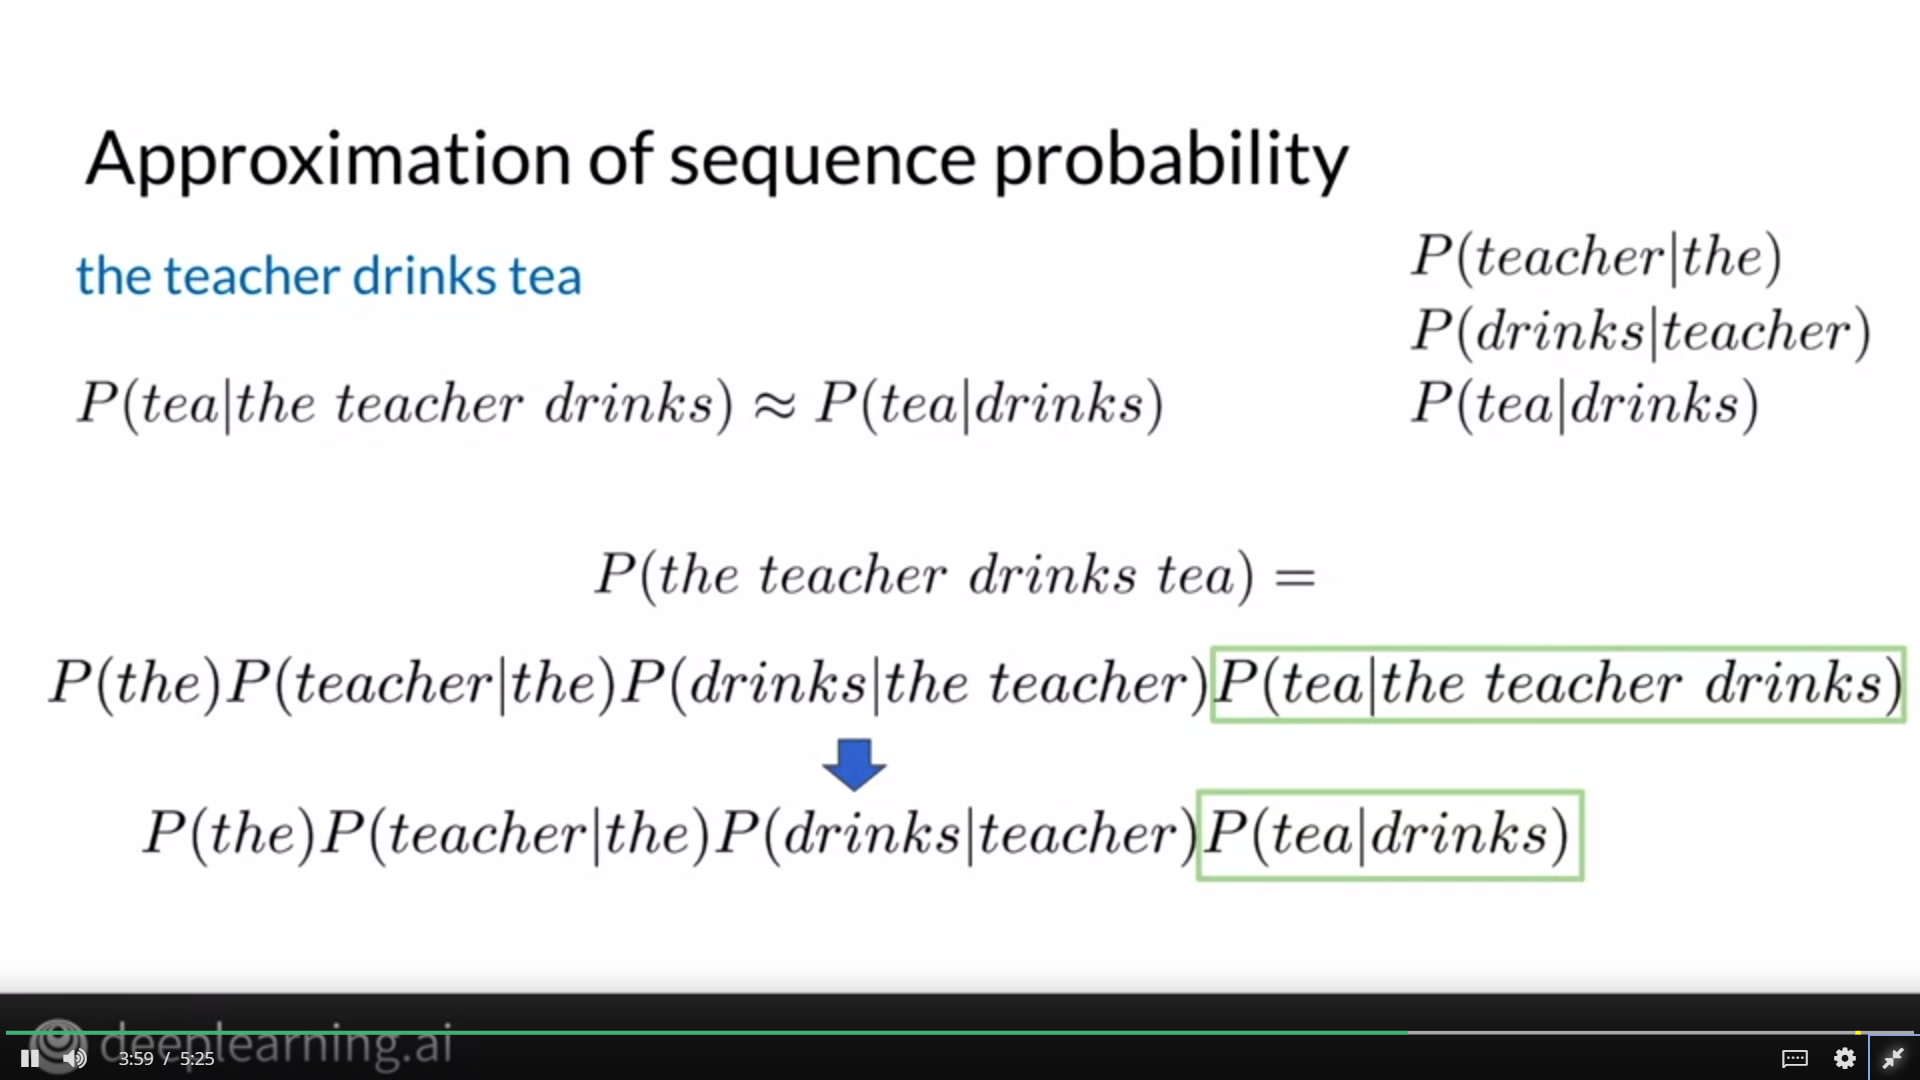 Approximation of sequence probability
the teacher drinks tea
P(teacher|the)
P(drinks|teacher)
P(tea|the teacher drinks) ≈ P(tea|drinks)
P(tea|drinks)
P(the teacher drinks tea) =
P(the)P(teacher|the)P(drinks|the teacher)P(tea|the teacher drinks)
P(the)P(teacher|the)P(drinks|teacher)P(tea|drinks)
deeplearning.ai
3:59 / 5:25